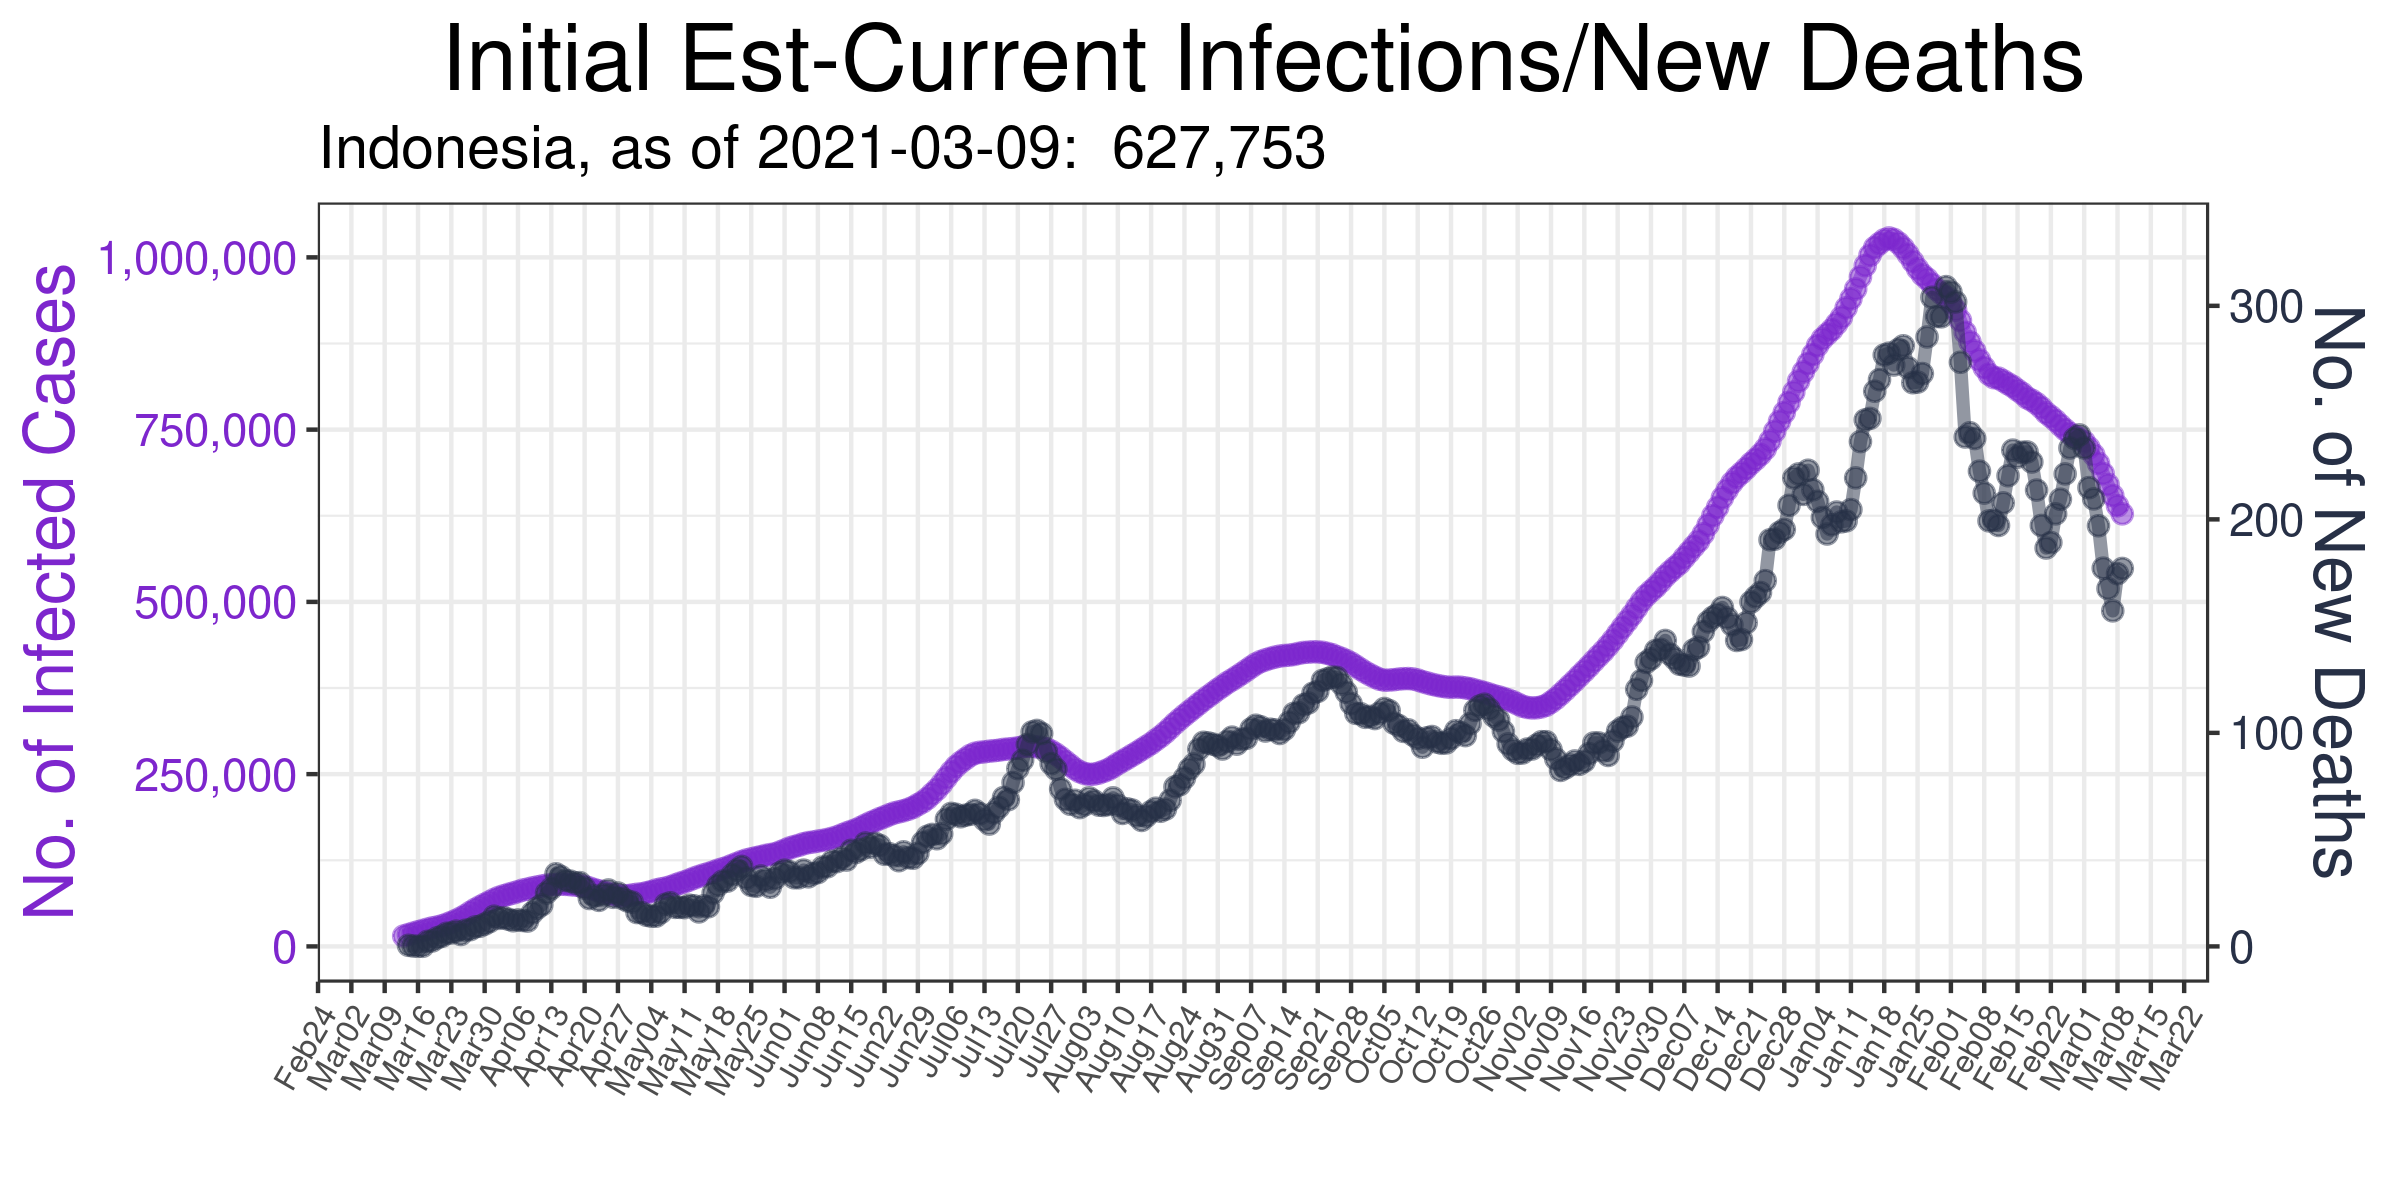 Initial Est-Current Infections/New Deaths
Indonesia, as of 2021-03-09:  627,753
No. of Infected Cases
1,000,000
750,000
500,000
250,000
0
300
200
100
0
No. of New Deaths
Feb24
Mar02
Mar09
Mar16
Mar23
Mar30
Apr06
Apr13
Apr20
Apr27
May04
May11
May18
May25
Jun01
Jun08
Jun15
Jun22
Jun29
Jul06
Jul13
Jul20
Jul27
Aug03
Aug10
Aug17
Aug24
Aug31
Sep07
Sep14
Sep21
Sep28
Oct05
Oct12
Oct19
Oct26
Nov02
Nov09
Nov16
Nov23
Nov30
Dec07
Dec14
Dec21
Dec28
Jan04
Jan11
Jan18
Jan25
Feb01
Feb08
Feb15
Feb22
Mar01
Mar08
Mar15
Mar22